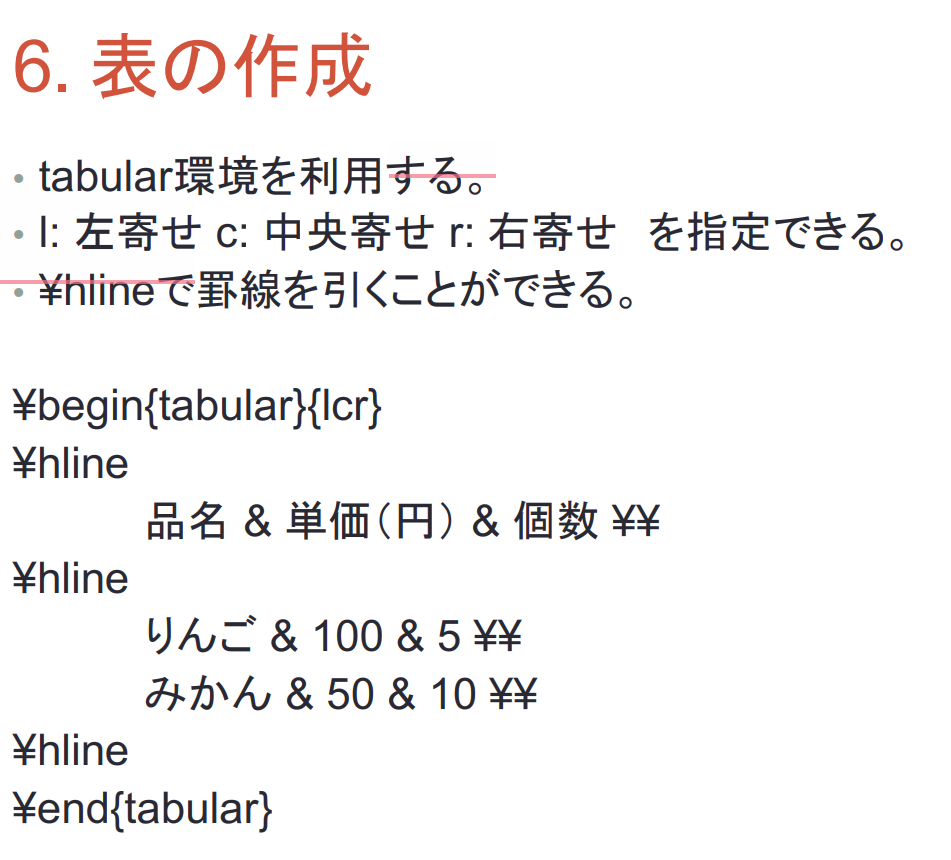 6. 表の作成
• tabular環境を利用する。
• l: 左寄せ c: 中央寄せ r: 右寄せ　を指定できる。
• ¥hlineで罫線を引くことができる。
¥begin{tabular}{lcr}
¥hline
品名 & 単価（円） & 個数 ¥¥
¥hline
りんご & 100 & 5 ¥¥
みかん & 50 & 10 ¥¥
¥hline
¥end{tabular}